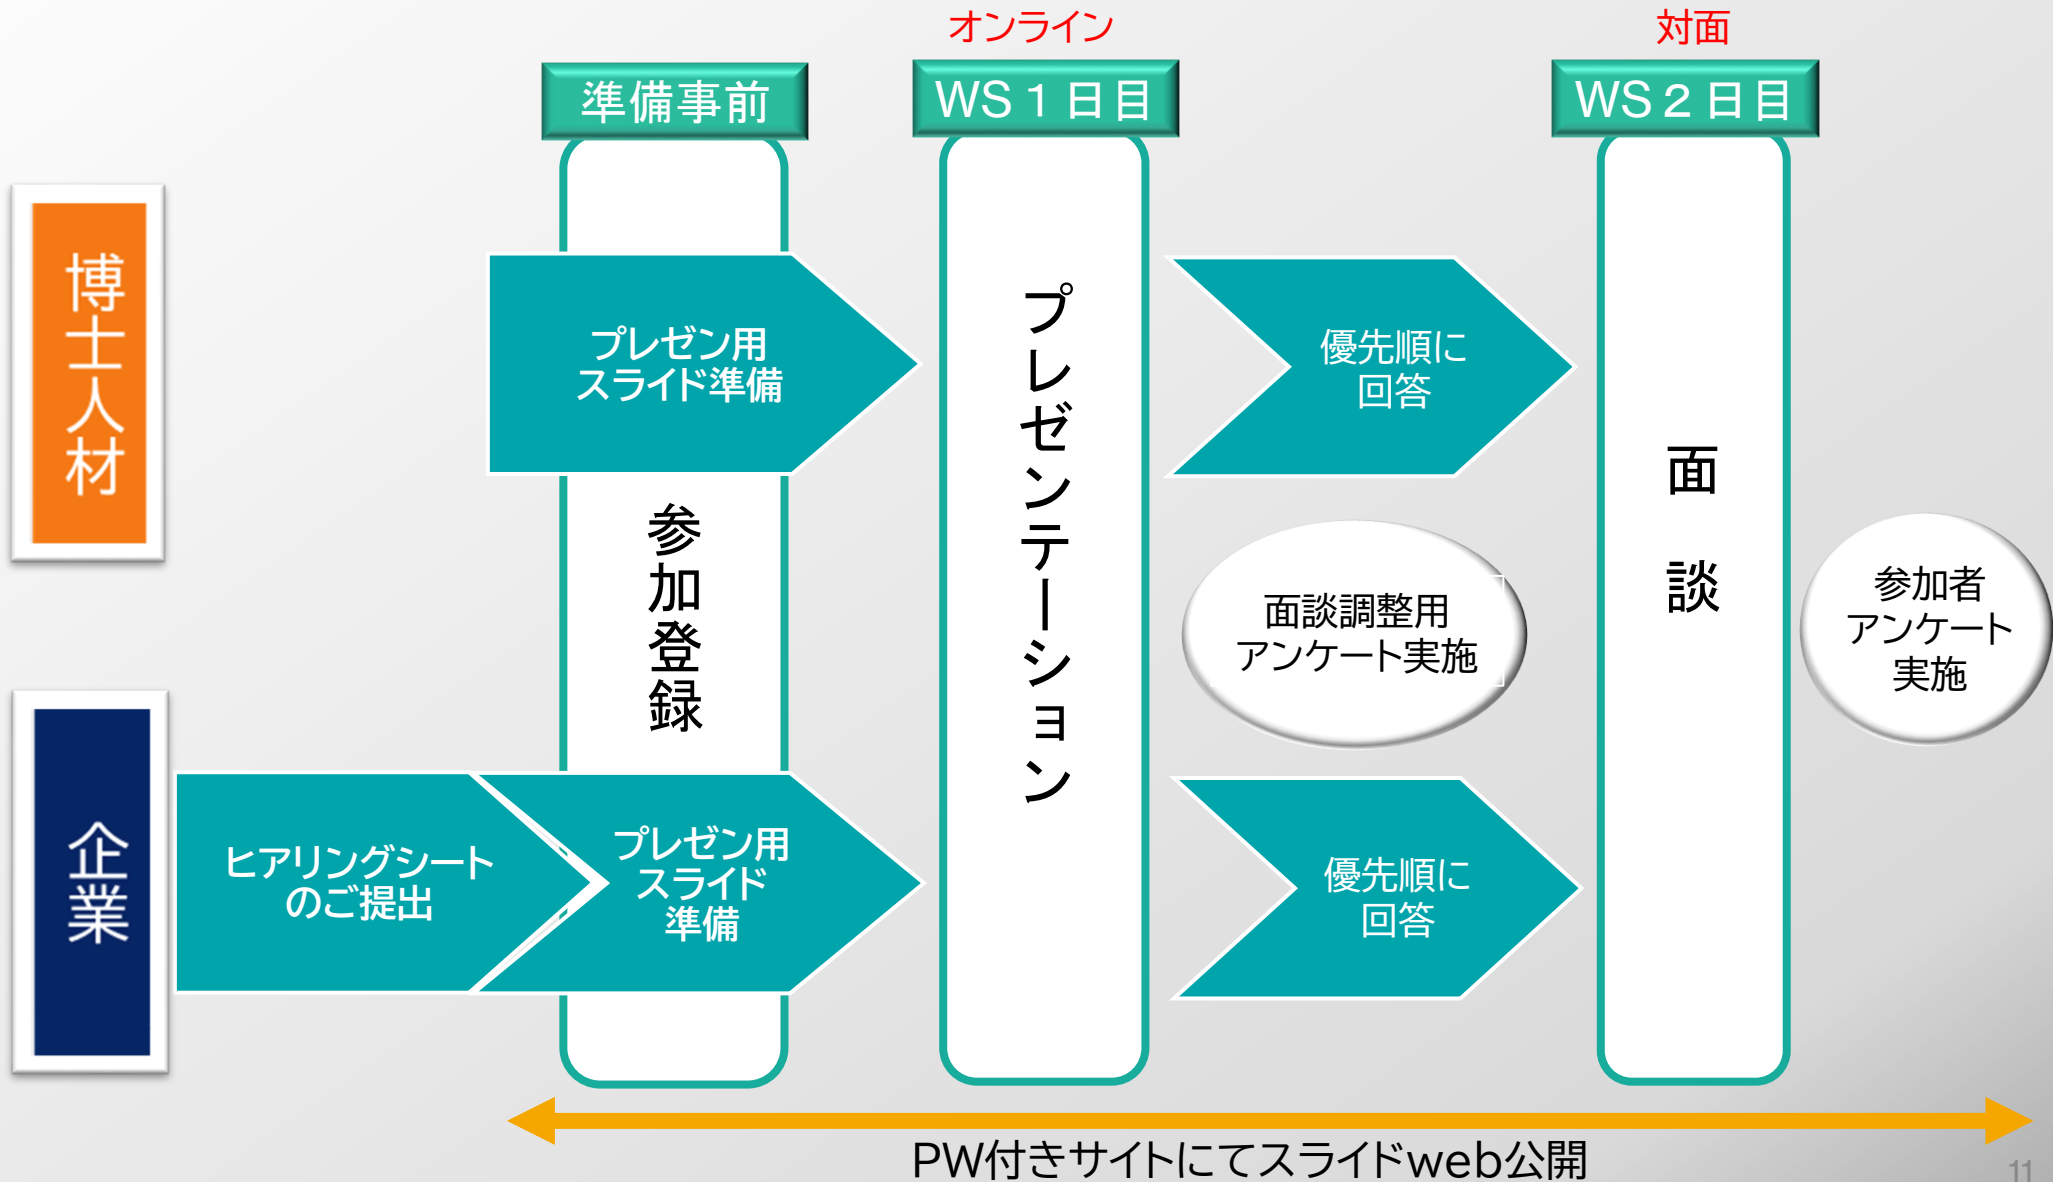 オンライン
対面
準備事前
WS１日目
WS２日目
博士人材
プレゼン用
スライド準備
参加登録
プレゼンテーション
優先順に
回答
面談調整用
アンケート実施
面談
参加者
アンケート
実施
企業
ヒアリングシート
のご提出
プレゼン用
スライド
準備
優先順に
回答
PW付きサイトにてスライドweb公開
11